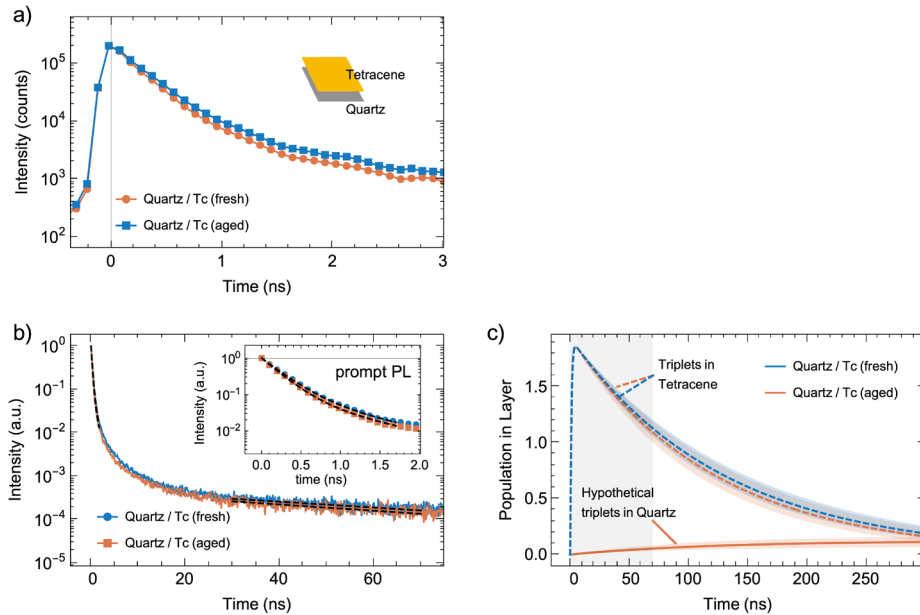 a)
Intensity (counts)
10^5
10^4
10^3
10^2
Tetracene
Quartz
Quartz / Tc (fresh)
Quartz / Tc (aged)
0
1
2
3
Time (ns)
b)
Intensity (a.u.)
10^0
10^-1
10^-2
10^-3
10^-4
10^-5
Intensity (a.u.)
10^0
10^-1
10^-2
prompt PL
0.0
0.5
1.0
1.5
2.0
time (ns)
Quartz / Tc (fresh)
Quartz / Tc (aged)
0
20
40
60
Time (ns)
c)
Population in Layer
1.5
1.0
0.5
0.0
Triplets in
Tetracene
Quartz / Tc (fresh)
Quartz / Tc (aged)
Hypothetical
triplets in Quartz
0
50
100
150
200
250
Time (ns)